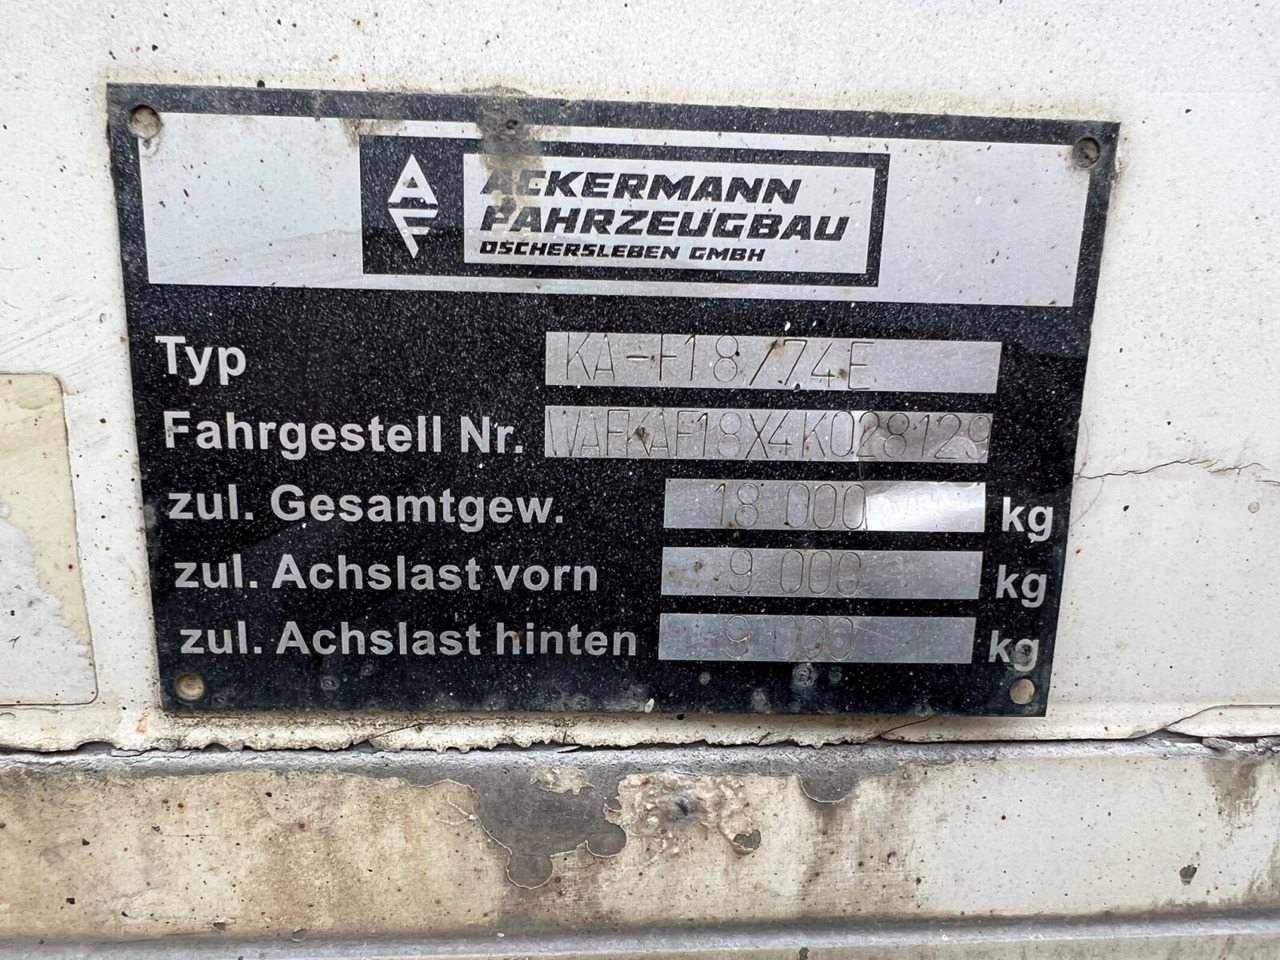 AF
ACKERMANN
FAHRZEUGBAU
OSCHERSLEBEN GMBH
Typ KA-F18/74E
Fahrgestell Nr. WAFKAF18X4K028129
zul. Gesamtgew. 18 000 kg
zul. Achslast vorn 9 000 kg
zul. Achslast hinten 9 000 kg